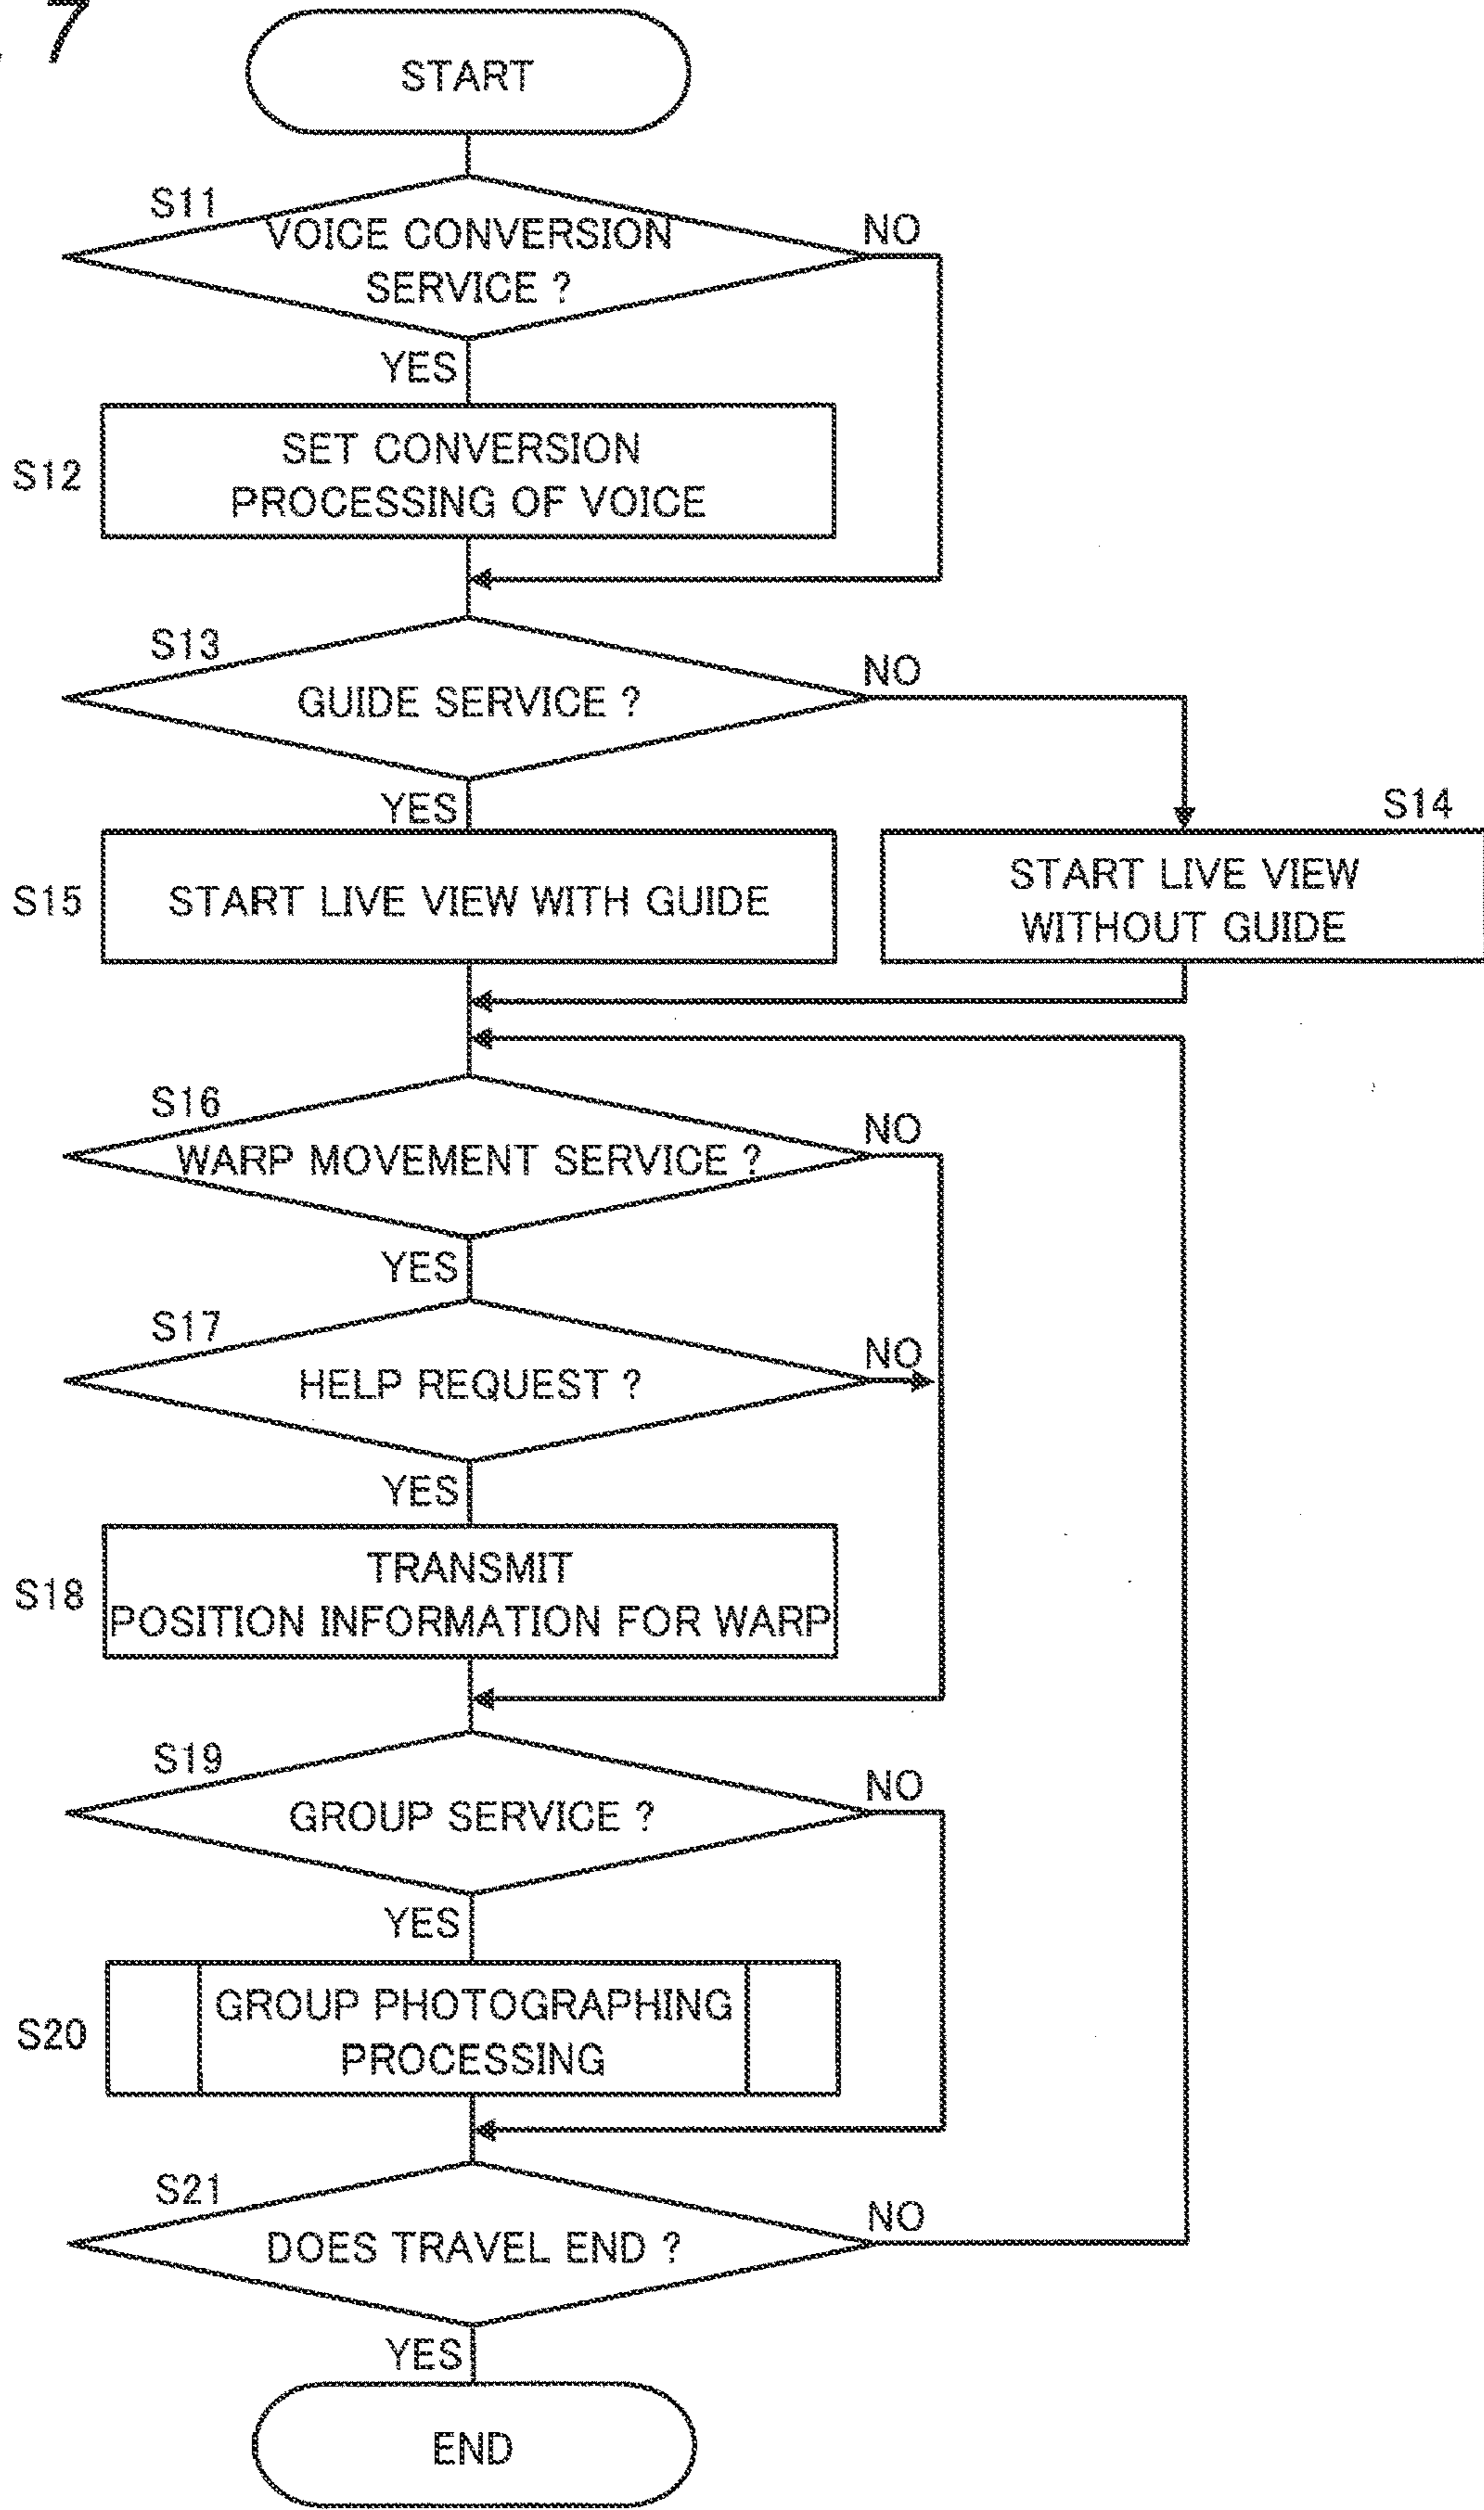 7
START
S11
VOICE CONVERSION
SERVICE ?
NO
YES
S12
SET CONVERSION
PROCESSING OF VOICE
S13
GUIDE SERVICE ?
NO
YES
S14
S15
START LIVE VIEW WITH GUIDE
START LIVE VIEW
WITHOUT GUIDE
S16
WARP MOVEMENT SERVICE ?
NO
YES
S17
HELP REQUEST ?
NO
YES
S18
TRANSMIT
POSITION INFORMATION FOR WARP
S19
GROUP SERVICE ?
NO
YES
S20
GROUP PHOTOGRAPHING
PROCESSING
S21
DOES TRAVEL END ?
NO
YES
END